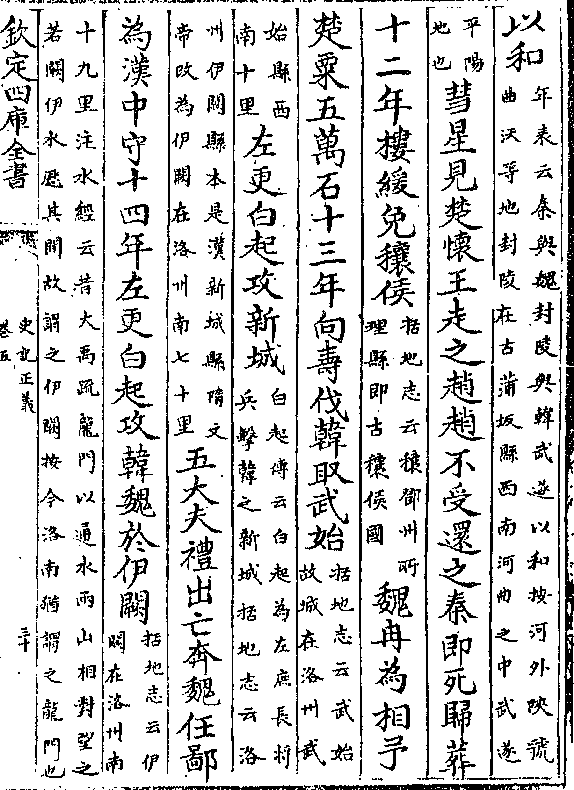 以和年表云秦與魏封陵與韓武遂以和按河外陝虢
曲沃等地封陵在古蒲坂縣西南河曲之中武遂
平陽
地也
彗星見楚懷王走之趙趙不受還之秦即死歸葬
十二年樓緩免穰侯括地志云穰鄧州所
理縣即古穰侯國
魏冉為相予
楚粟五萬石十三年向壽伐韓取武始括地志云武始
故城在洛州武
始縣西
南十里
左更白起攻新城白起傳云白起為左庶長將
兵擊韓之新城括地志云洛
州伊闕縣本是漢新城縣隋文
帝改為伊闕在洛州南七十里
五大夫禮出亡奔魏任鄙
為漢中守十四年左更白起攻韓魏於伊闕括地志云伊
闕在洛州南
十九里注水經云昔大禹疏龍門以通水兩山相對望之
若闕伊水歷其間故謂之伊闕按今洛南猶謂之龍門也
欽定四庫全書
史記正義
卷五
三十